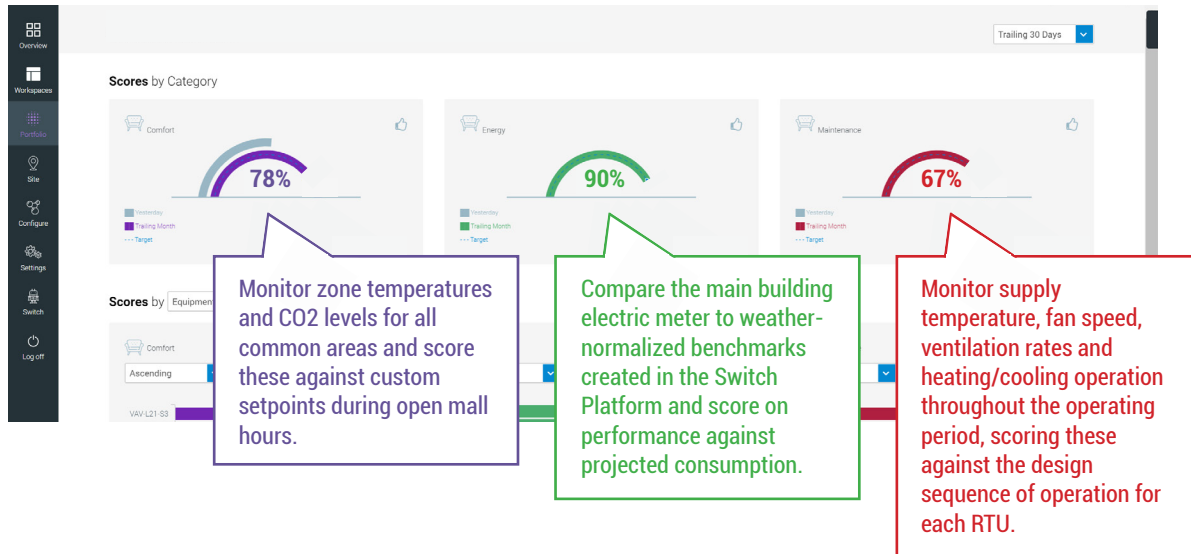 Overview
Workspaces
Portfolio
Site
Configure
Settings
Switch
Log off
Trailing 30 Days
Scores by Category
Comfort
78%
Yesterday
Trailing Month
--- Target
Energy
90%
Yesterday
Trailing Month
--- Target
Maintenance
67%
Yesterday
Trailing Month
--- Target
Monitor zone temperatures
and CO2 levels for all
common areas and score
these against custom
setpoints during open mall
hours.
Compare the main building
electric meter to weather-
normalized benchmarks
created in the Switch
Platform and score on
performance against
projected consumption.
Monitor supply
temperature, fan speed,
ventilation rates and
heating/cooling operation
throughout the operating
period, scoring these
against the design
sequence of operation for
each RTU.
Scores by Equipment
Comfort
Ascending
VAV-L21-S3